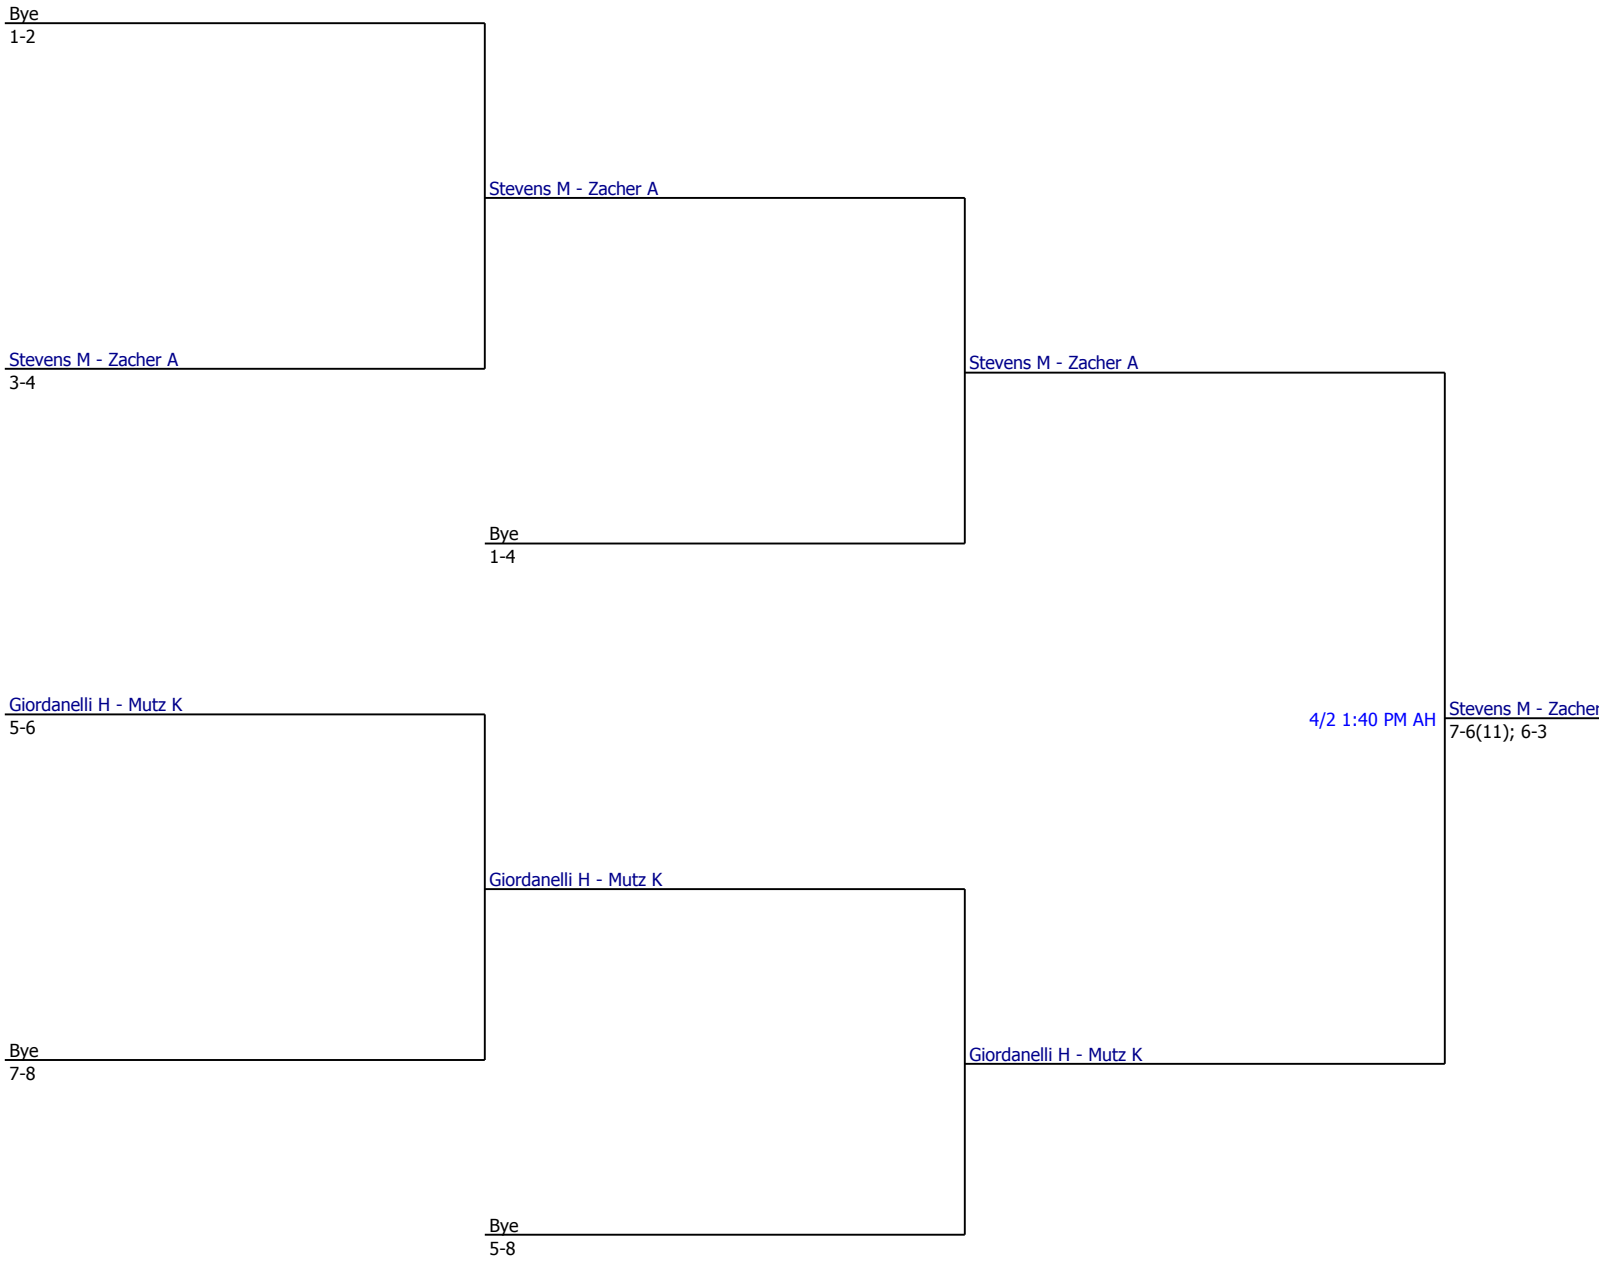 Bye
1-2
Stevens M - Zacher A
Stevens M - Zacher A
3-4
Stevens M - Zacher A
Bye
1-4
Giordanelli H - Mutz K
5-6
4/2 1:40 PM AH
Stevens M - Zacher
7-6(11); 6-3
Giordanelli H - Mutz K
Bye
7-8
Giordanelli H - Mutz K
Bye
5-8